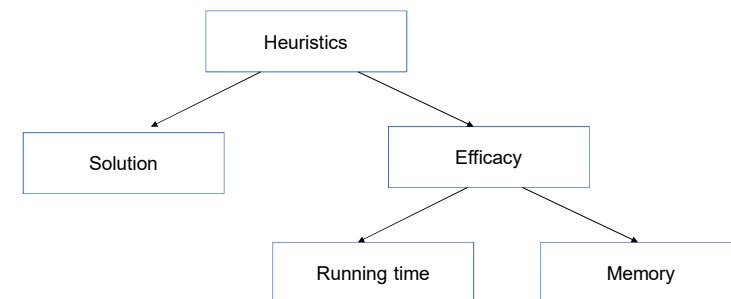 Heuristics
Solution
Efficacy
Running time
Memory